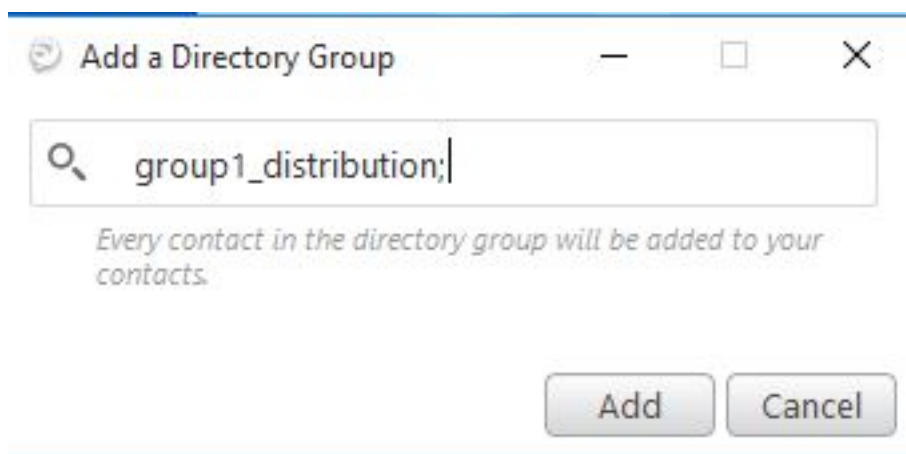 Add a Directory Group
group1_distribution;
Every contact in the directory group will be added to your
contacts.
Add Cancel